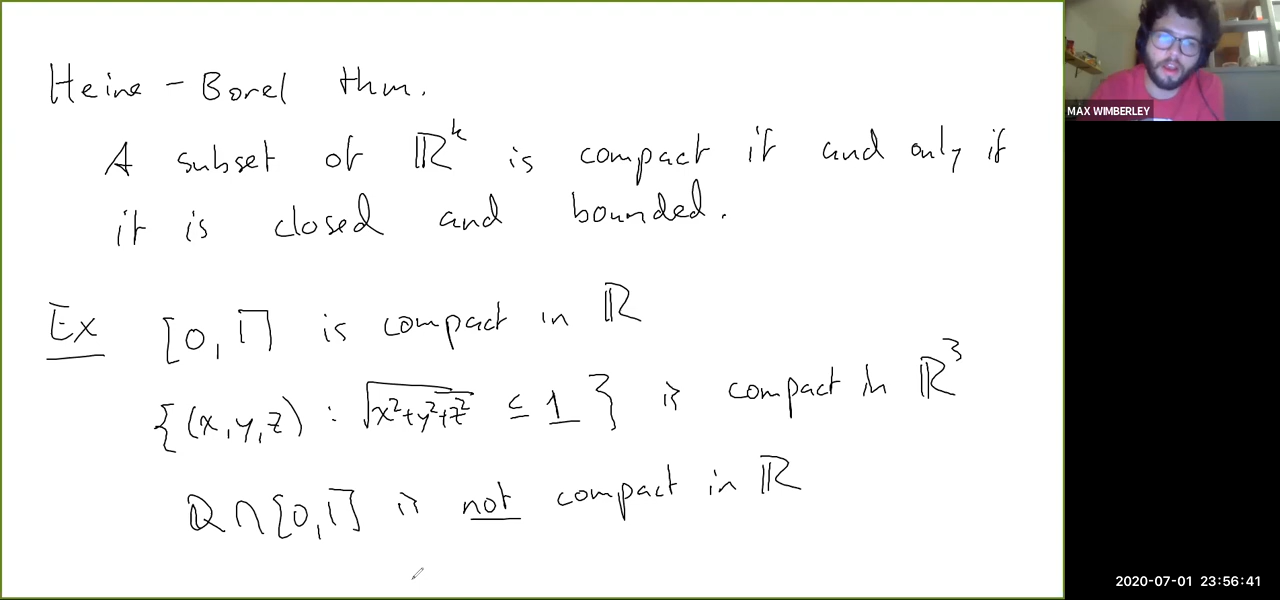 Heine - Borel thm.
A subset of ℝᵏ is compact if and only if
it is closed and bounded.
Ex [0,1] is compact in ℝ
{(x,y,z) : √x²+y²+z² ≤ 1} is compact in ℝ³
ℚ∩[0,1] is not compact in ℝ
MAX WIMBERLEY
2020-07-01 23:56:41